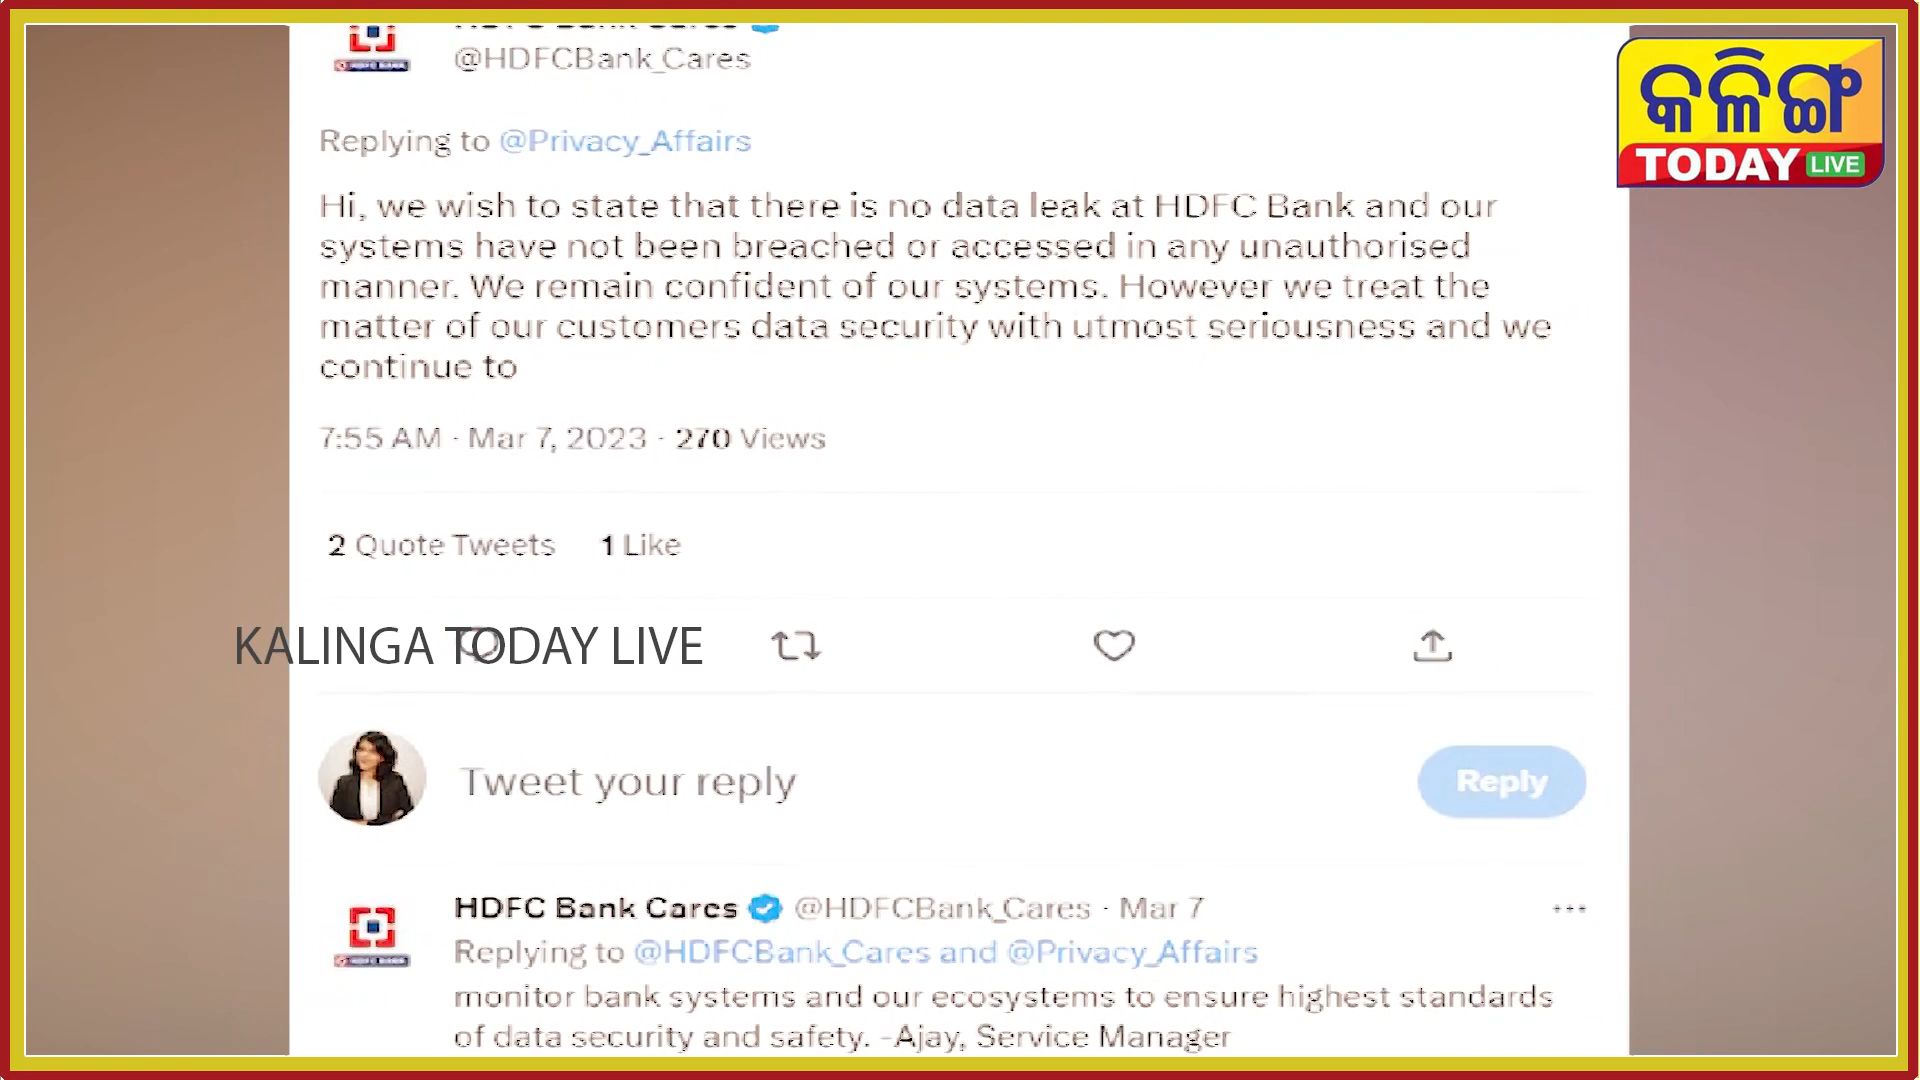 @HDFCBank_Cares
Replying to @Privacy_Affairs
Hi, we wish to state that there is no data leak at HDFC Bank and our
systems have not been breached or accessed in any unauthorised
manner. We remain confident of our systems. However we treat the
matter of our customers data security with utmost seriousness and we
continue to
7:55 AM · Mar 7, 2023 · 270 Views
2 Quote Tweets 1 Like
KALINGA TODAY LIVE
Tweet your reply
Reply
HDFC Bank Cares @HDFCBank_Cares · Mar 7
Replying to @HDFCBank_Cares and @Privacy_Affairs
monitor bank systems and our ecosystems to ensure highest standards
of data security and safety. -Ajay, Service Manager
HDFC BANK
କଳିଙ୍ଗ
TODAY LIVE